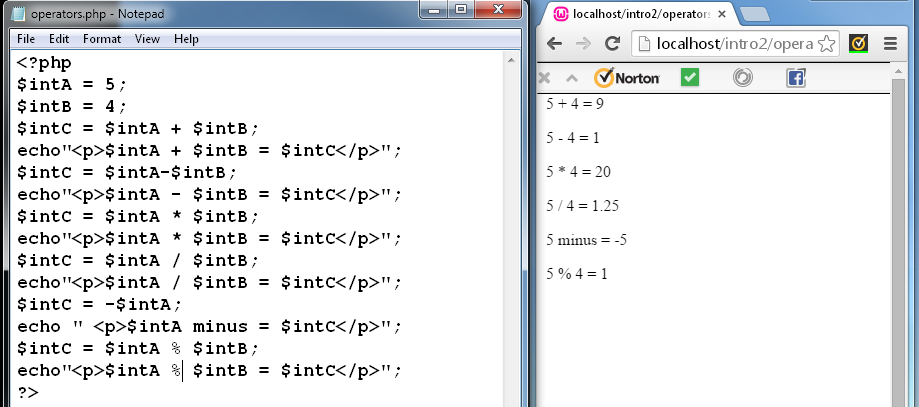 operators.php - Notepad
File Edit Format View Help
<?php
$intA = 5;
$intB = 4;
$intC = $intA + $intB;
echo"<p>$intA + $intB = $intC</p>";
$intC = $intA-$intB;
echo"<p>$intA - $intB = $intC</p>";
$intC = $intA * $intB;
echo"<p>$intA * $intB = $intC</p>";
$intC = $intA / $intB;
echo"<p>$intA / $intB = $intC</p>";
$intC = -$intA;
echo " <p>$intA minus = $intC</p>";
$intC = $intA % $intB;
echo"<p>$intA % $intB = $intC</p>";
?>
localhost/intro2/operators
localhost/intro2/opera
Norton
5 + 4 = 9
5 - 4 = 1
5 * 4 = 20
5 / 4 = 1.25
5 minus = -5
5 % 4 = 1